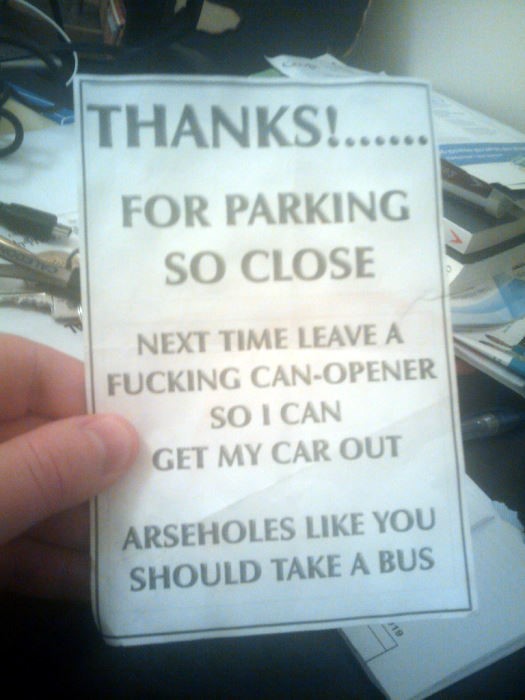 THANKS!......
FOR PARKING
SO CLOSE
NEXT TIME LEAVE A
FUCKING CAN-OPENER
SO I CAN
GET MY CAR OUT
ARSEHOLES LIKE YOU
SHOULD TAKE A BUS